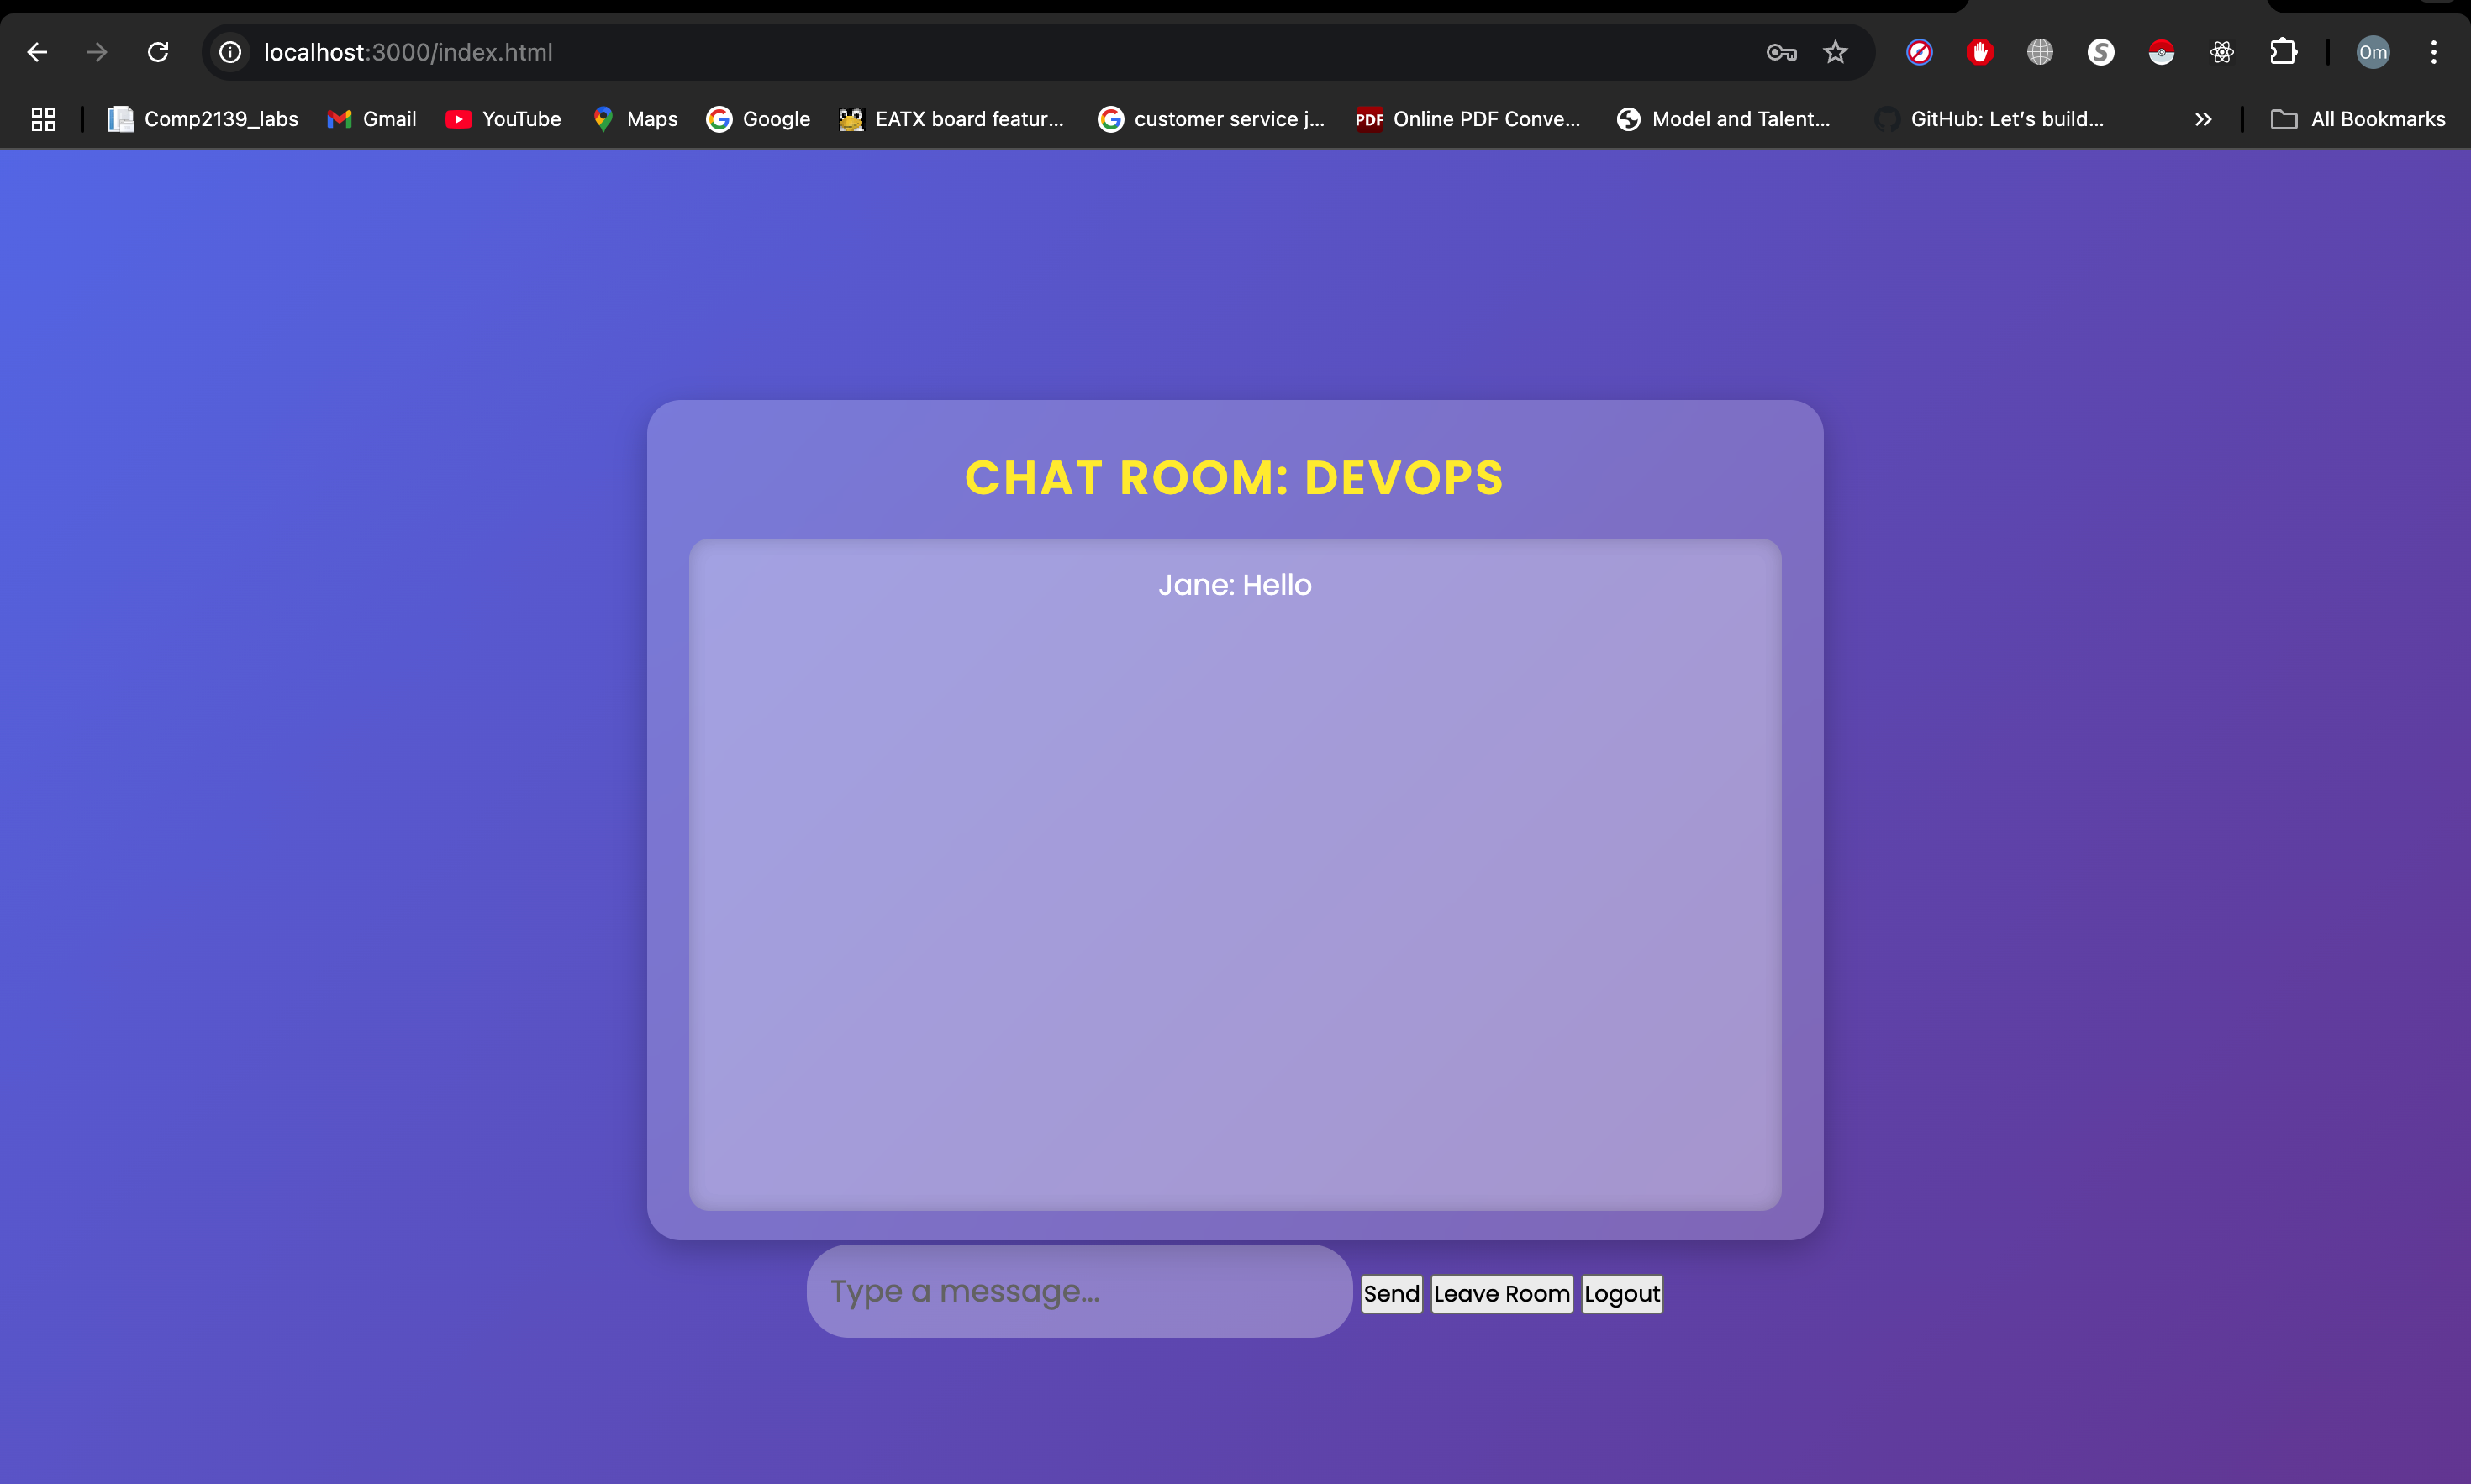 localhost:3000/index.html
Om
Comp2139_labs Gmail YouTube Maps Google EATX board featur... customer service j... PDF Online PDF Conve... Model and Talent... GitHub: Let's build... All Bookmarks
CHAT ROOM: DEVOPS
Jane: Hello
Type a message... Send Leave Room Logout